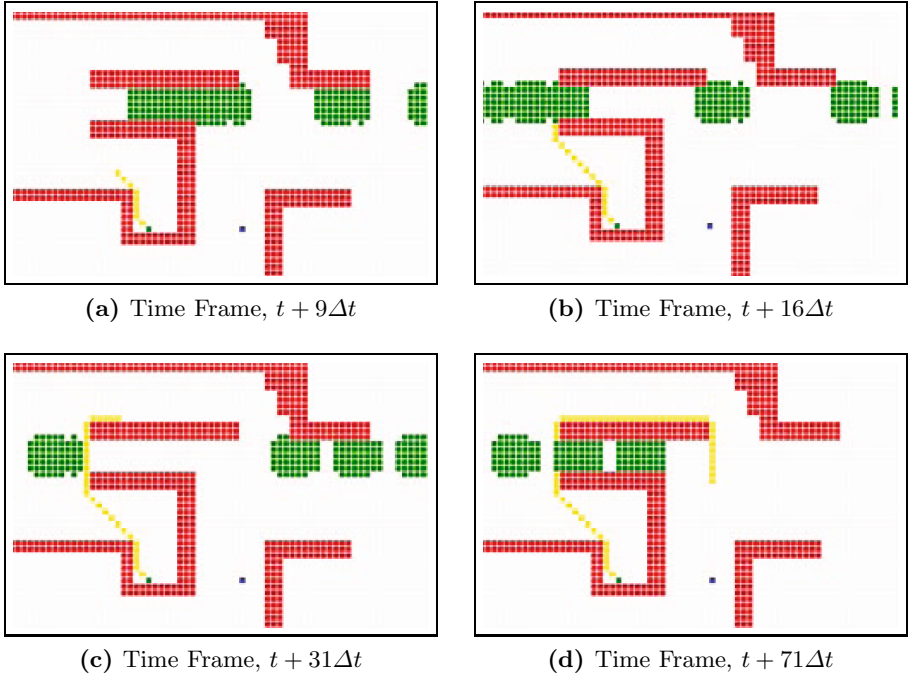 (a) Time Frame, t + 9Δt
(b) Time Frame, t + 16Δt
(c) Time Frame, t + 31Δt
(d) Time Frame, t + 71Δt